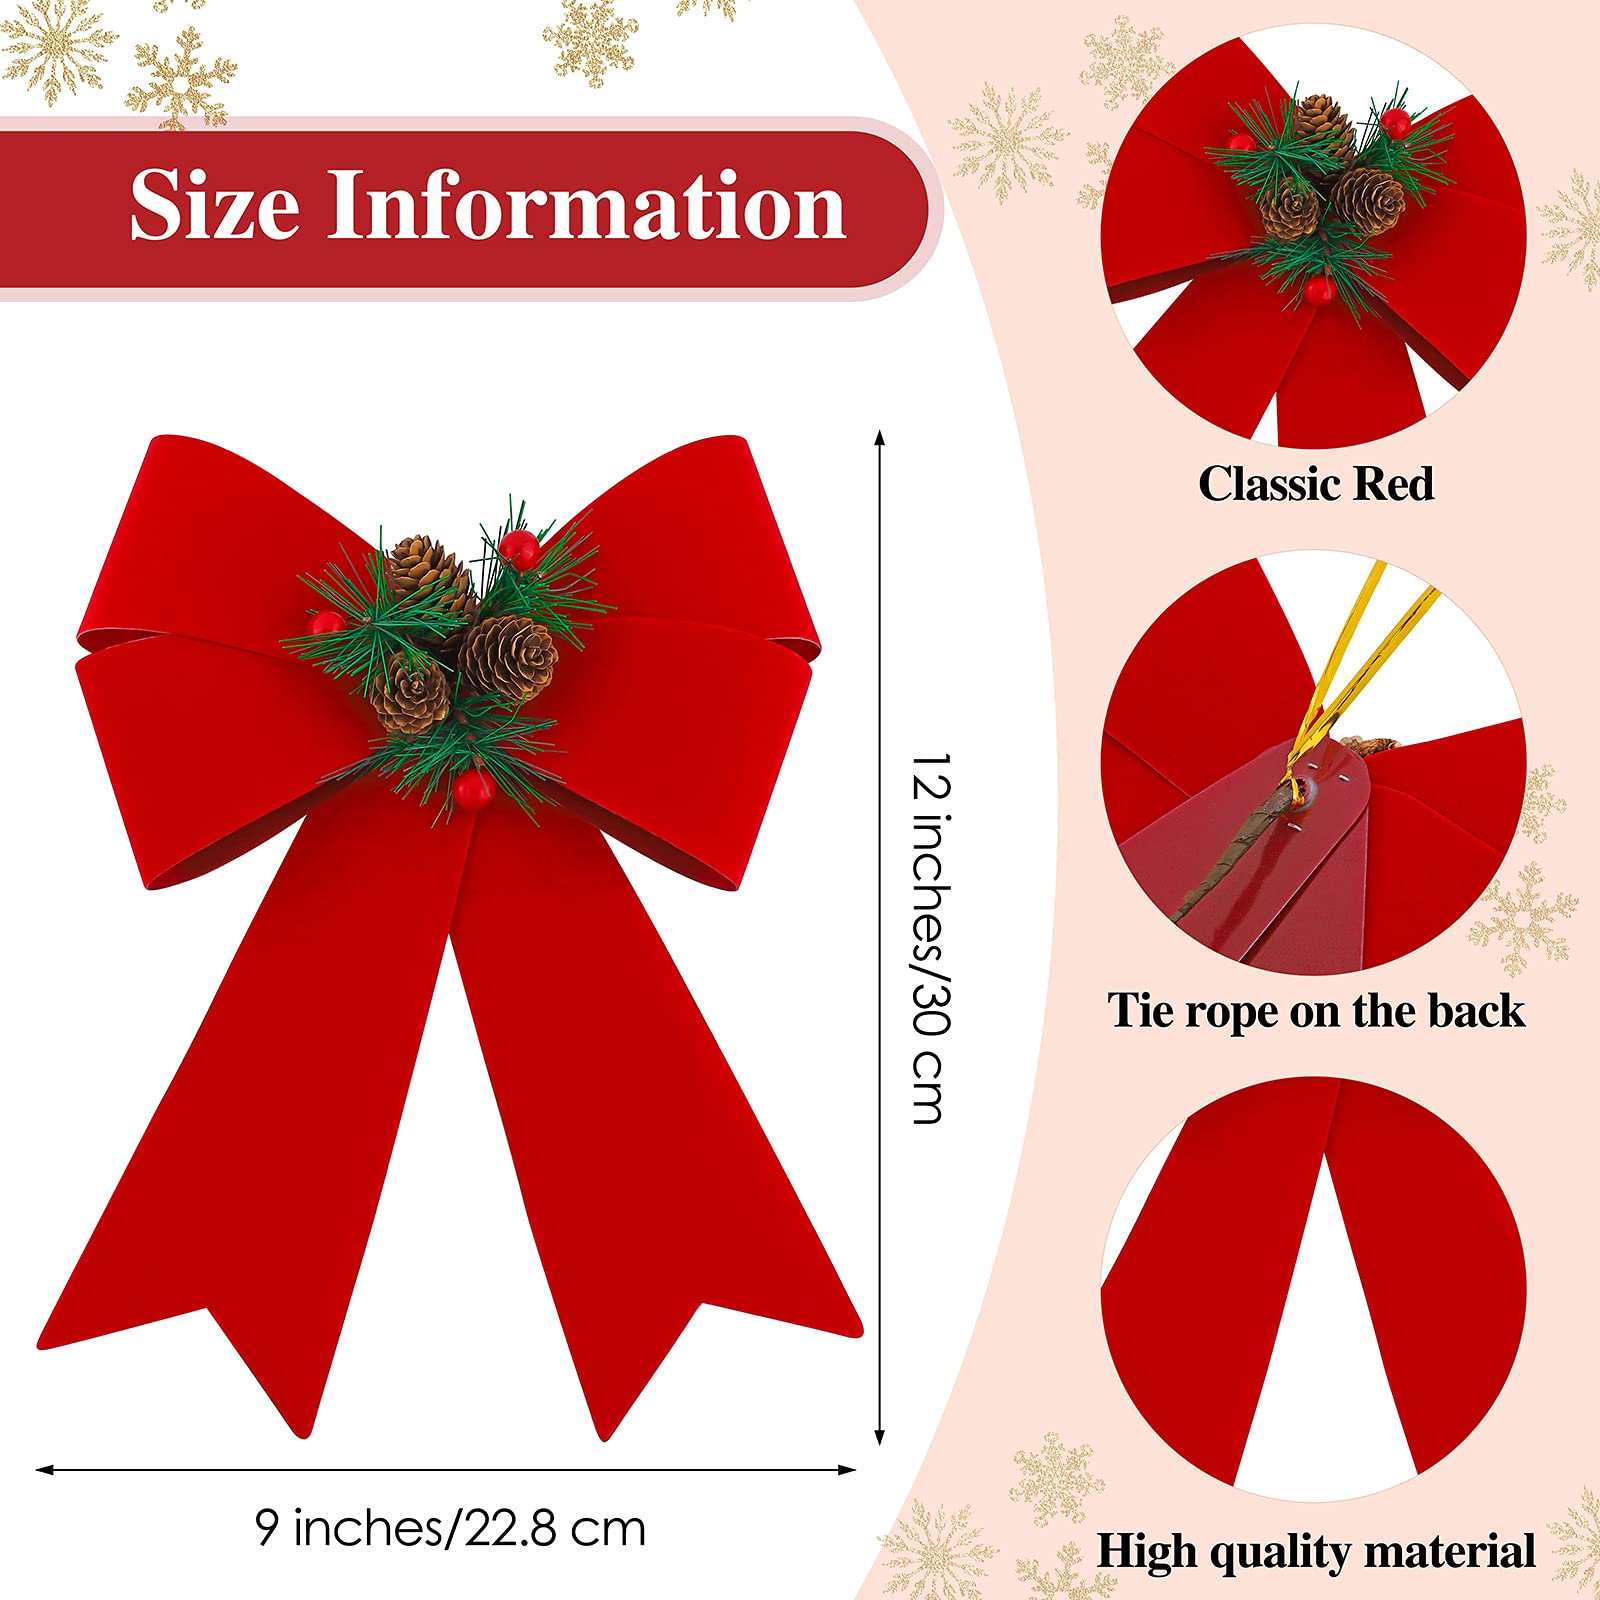 Size Information
12 inches/30 cm
9 inches/22.8 cm
Classic Red
Tie rope on the back
High quality material